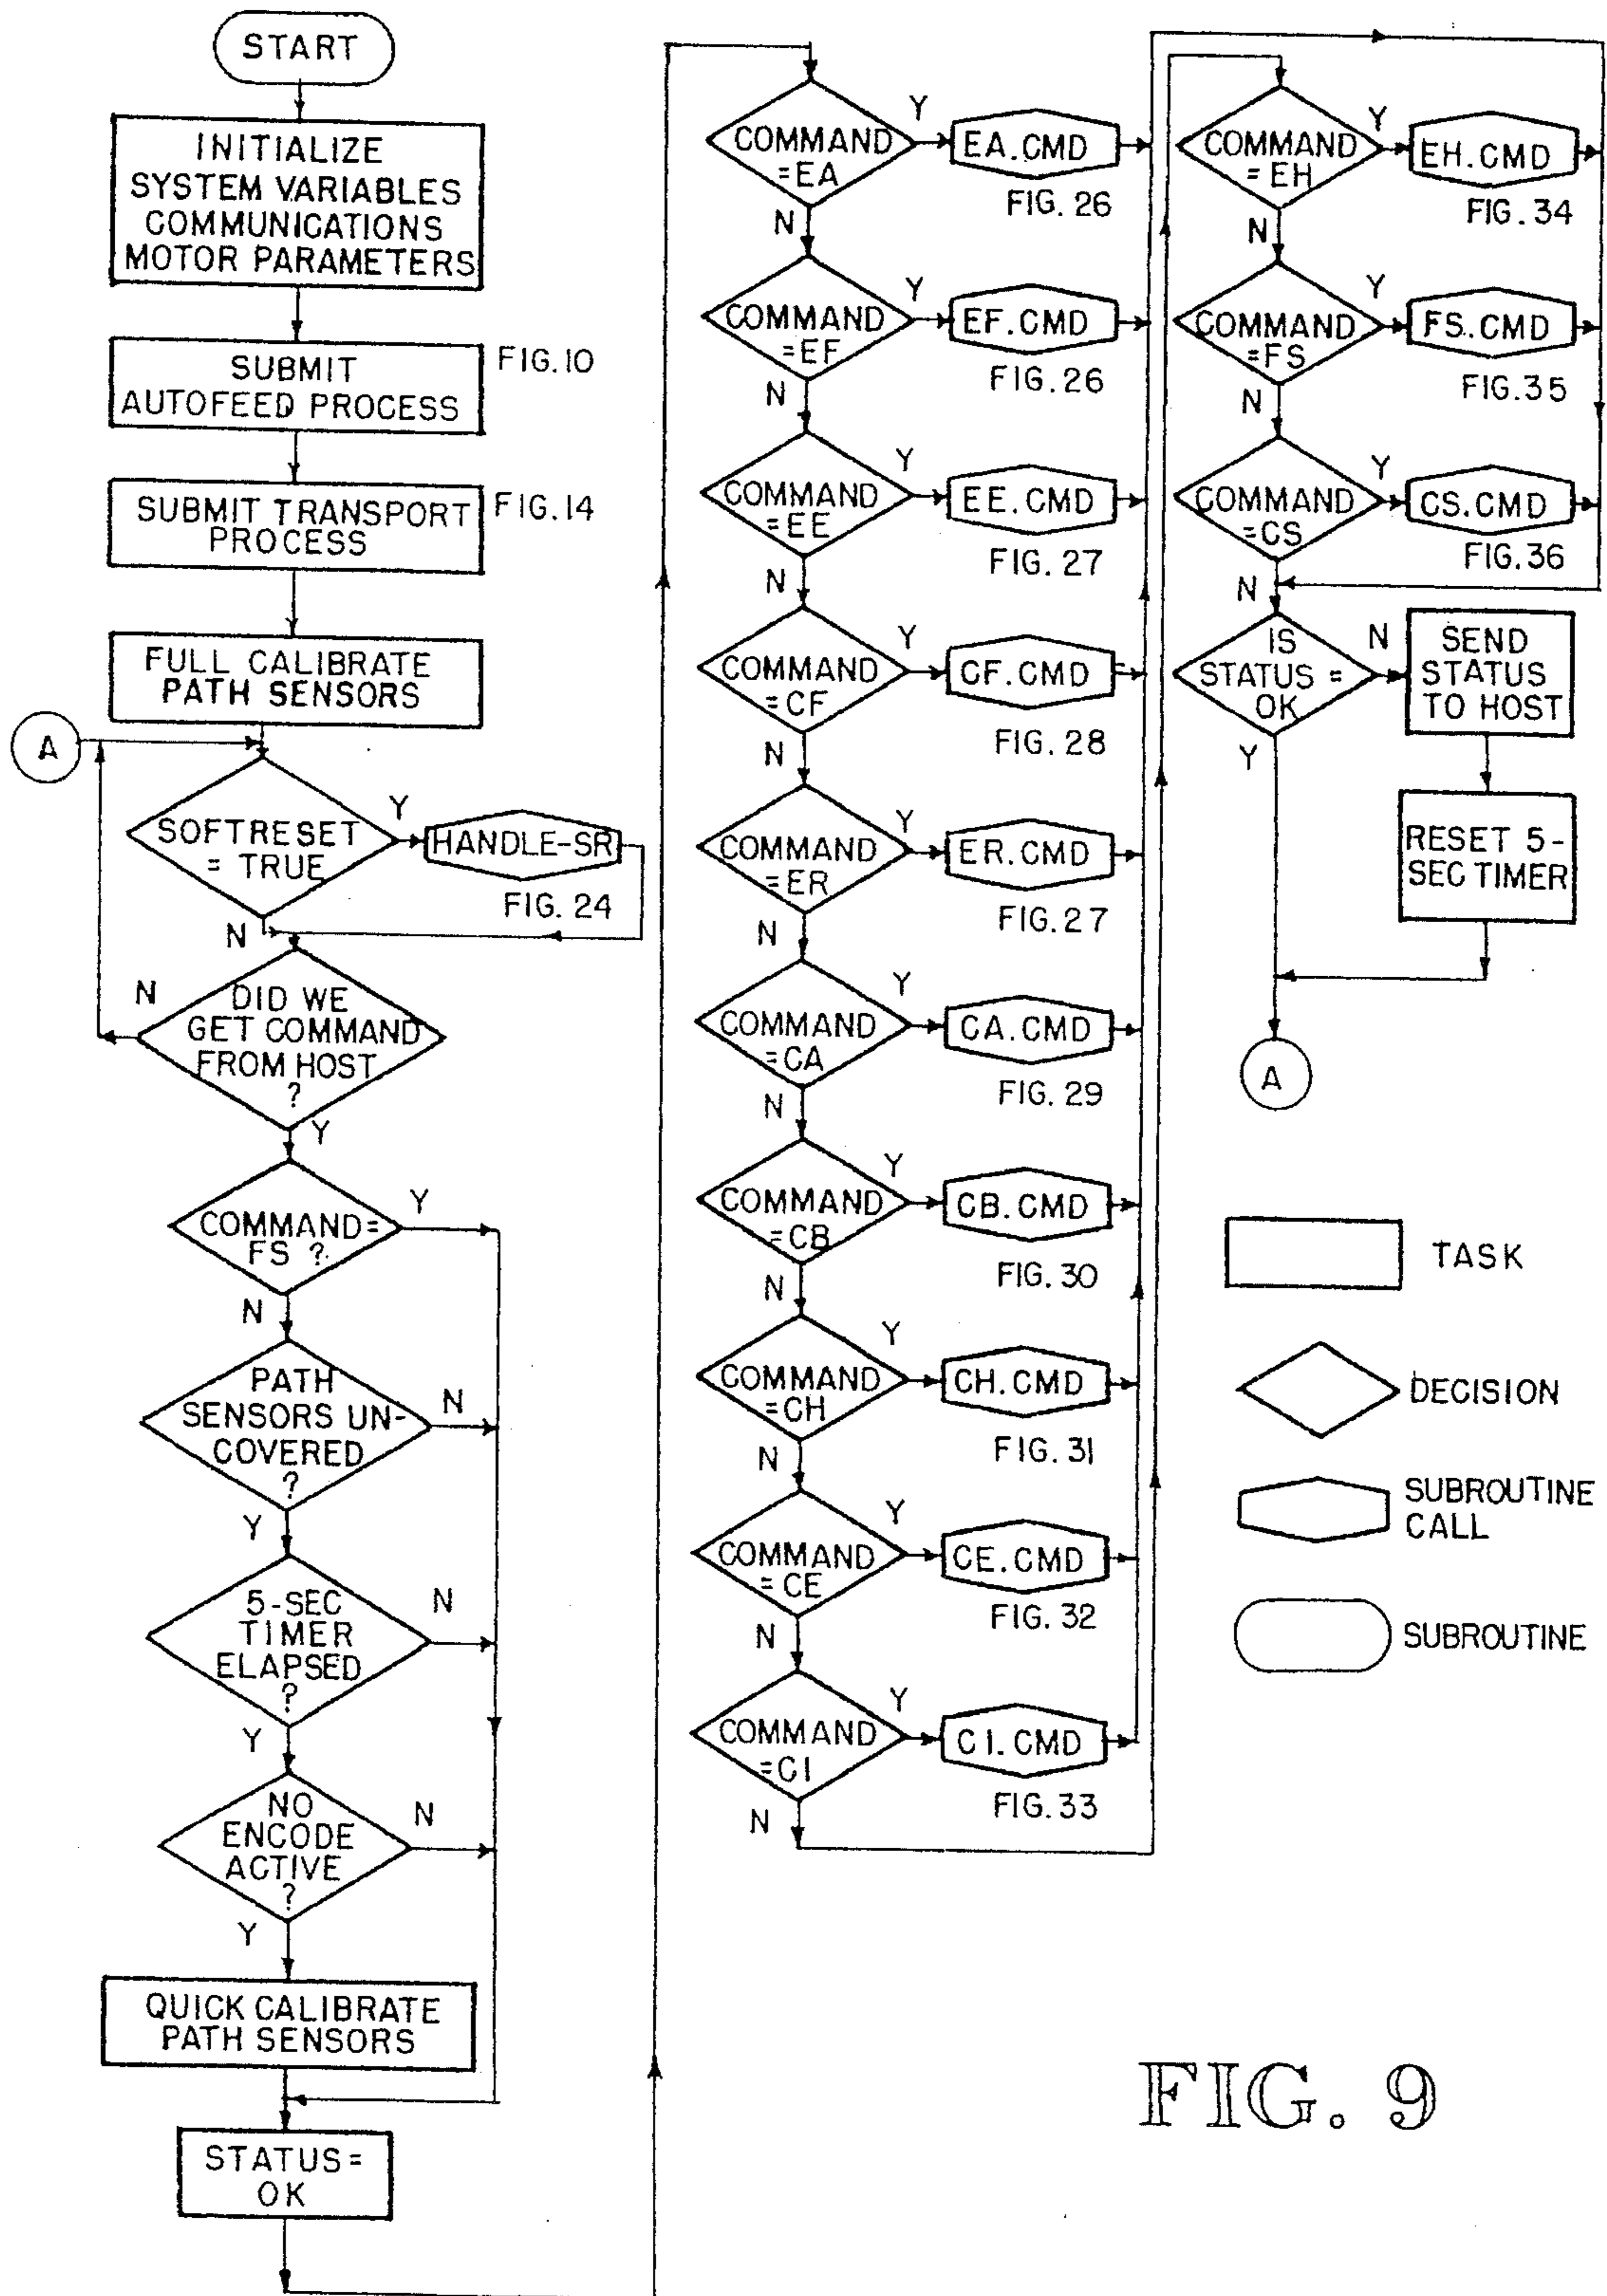 START
INITIALIZE
SYSTEM VARIABLES
COMMUNICATIONS
MOTOR PARAMETERS
SUBMIT
AUTOFEED PROCESS
FIG.10
SUBMIT TRANSPORT
PROCESS
FIG.14
FULL CALIBRATE
PATH SENSORS
A
SOFTRESET
= TRUE
Y
HANDLE-SR
FIG. 24
N
DID WE
GET COMMAND
FROM HOST
?
N
Y
COMMAND=
FS ?
Y
N
PATH
SENSORS UN-
COVERED
?
N
Y
5-SEC
TIMER
ELAPSED
?
N
Y
NO
ENCODE
ACTIVE
?
N
Y
QUICK CALIBRATE
PATH SENSORS
STATUS=
OK
COMMAND
=EA
Y
EA.CMD
FIG. 26
N
COMMAND
=EF
Y
EF.CMD
FIG. 26
N
COMMAND
=EE
Y
EE.CMD
FIG. 27
N
COMMAND
=CF
Y
CF.CMD
FIG. 28
N
COMMAND
=ER
Y
ER.CMD
FIG. 27
N
COMMAND
=CA
Y
CA.CMD
FIG. 29
N
COMMAND
=CB
Y
CB.CMD
FIG. 30
N
COMMAND
=CH
Y
CH.CMD
FIG. 31
N
COMMAND
=CE
Y
CE.CMD
FIG. 32
N
COMMAND
=CI
Y
CI.CMD
FIG. 33
N
COMMAND
=EH
Y
EH.CMD
FIG. 34
N
COMMAND
=FS
Y
FS.CMD
FIG. 35
N
COMMAND
=CS
Y
CS.CMD
FIG. 36
N
IS
STATUS =
OK
N
SEND
STATUS
TO HOST
Y
RESET 5-
SEC TIMER
A
TASK
DECISION
SUBROUTINE
CALL
SUBROUTINE
FIG. 9